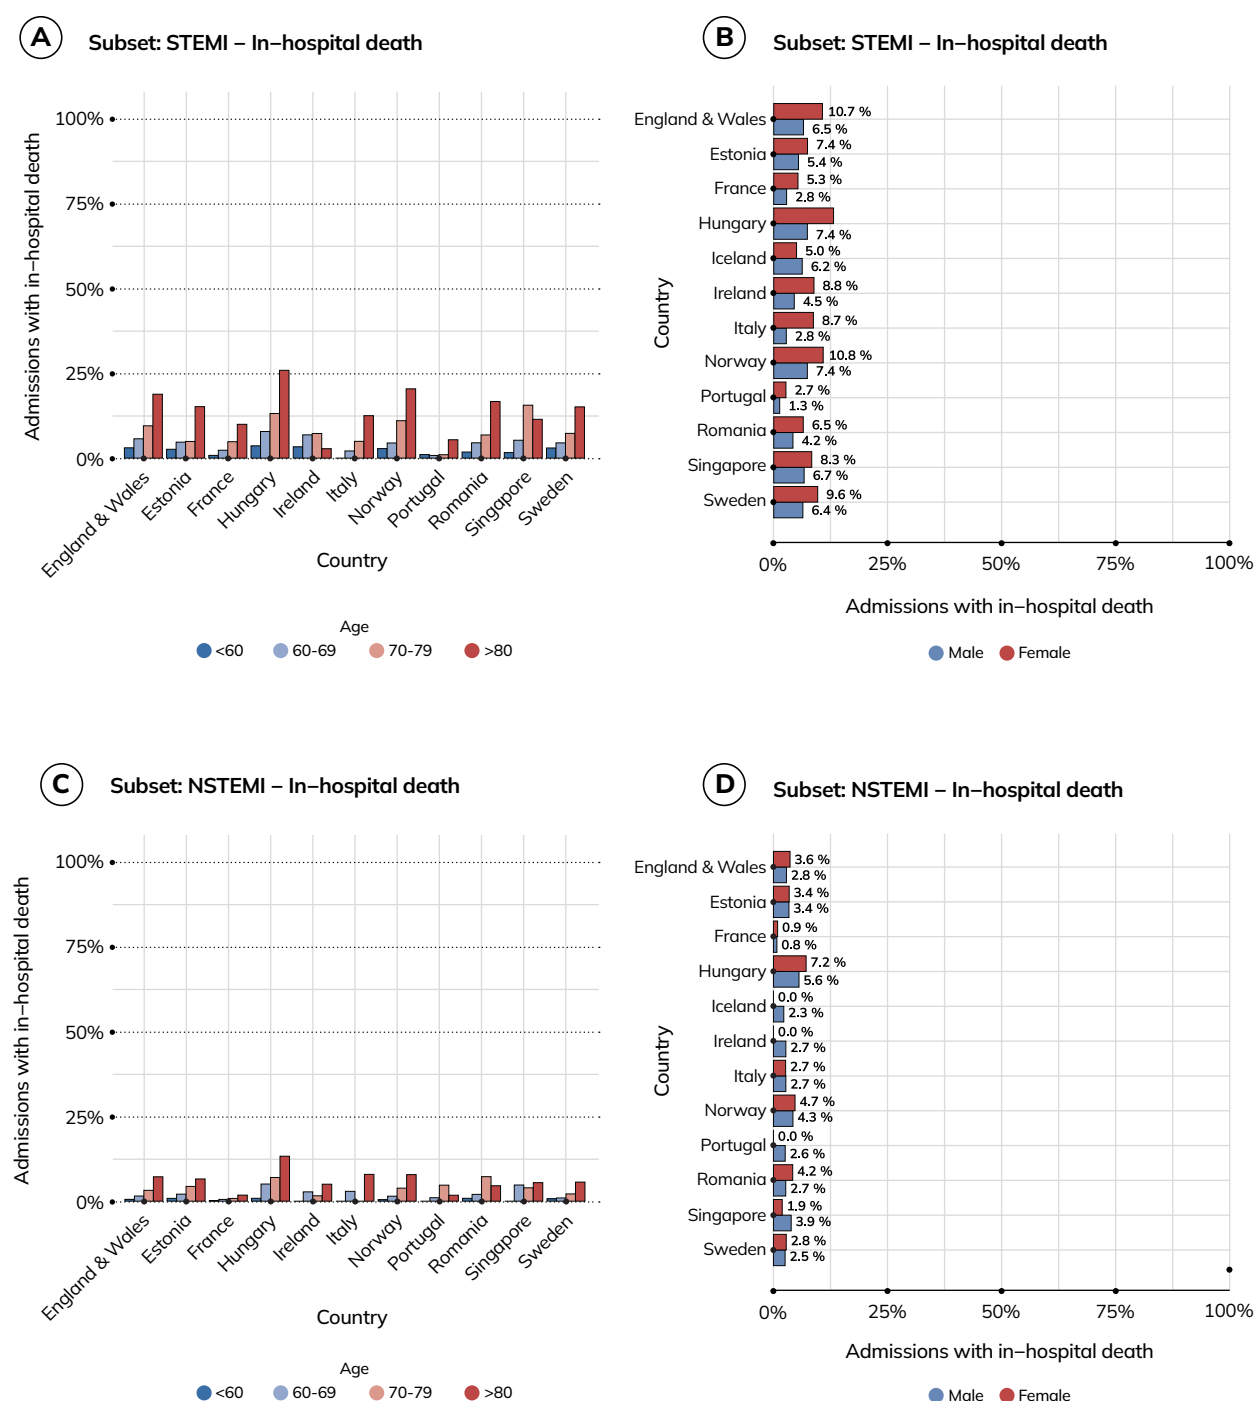 A Subset: STEMI – In–hospital death
100%
75%
50%
25%
0%
Admissions with in–hospital death
England & Wales
Estonia
France
Hungary
Ireland
Italy
Norway
Portugal
Romania
Singapore
Sweden
Country
Age
<60 60-69 70-79 >80
B Subset: STEMI – In–hospital death
Country
England & Wales 10.7 %
6.5 %
Estonia 7.4 %
5.4 %
France 5.3 %
2.8 %
Hungary
7.4 %
Iceland 5.0 %
6.2 %
Ireland 8.8 %
4.5 %
Italy 8.7 %
2.8 %
Norway 10.8 %
7.4 %
Portugal 2.7 %
1.3 %
Romania 6.5 %
4.2 %
Singapore 8.3 %
6.7 %
Sweden 9.6 %
6.4 %
0% 25% 50% 75% 100%
Admissions with in–hospital death
Male Female
C Subset: NSTEMI – In–hospital death
100%
75%
50%
25%
0%
Admissions with in–hospital death
England & Wales
Estonia
France
Hungary
Ireland
Italy
Norway
Portugal
Romania
Singapore
Sweden
Country
Age
<60 60-69 70-79 >80
D Subset: NSTEMI – In–hospital death
Country
England & Wales 3.6 %
2.8 %
Estonia 3.4 %
3.4 %
France 0.9 %
0.8 %
Hungary 7.2 %
5.6 %
Iceland 0.0 %
2.3 %
Ireland 0.0 %
2.7 %
Italy 2.7 %
2.7 %
Norway 4.7 %
4.3 %
Portugal 0.0 %
2.6 %
Romania 4.2 %
2.7 %
Singapore 1.9 %
3.9 %
Sweden 2.8 %
2.5 %
0% 25% 50% 75% 100%
Admissions with in–hospital death
Male Female